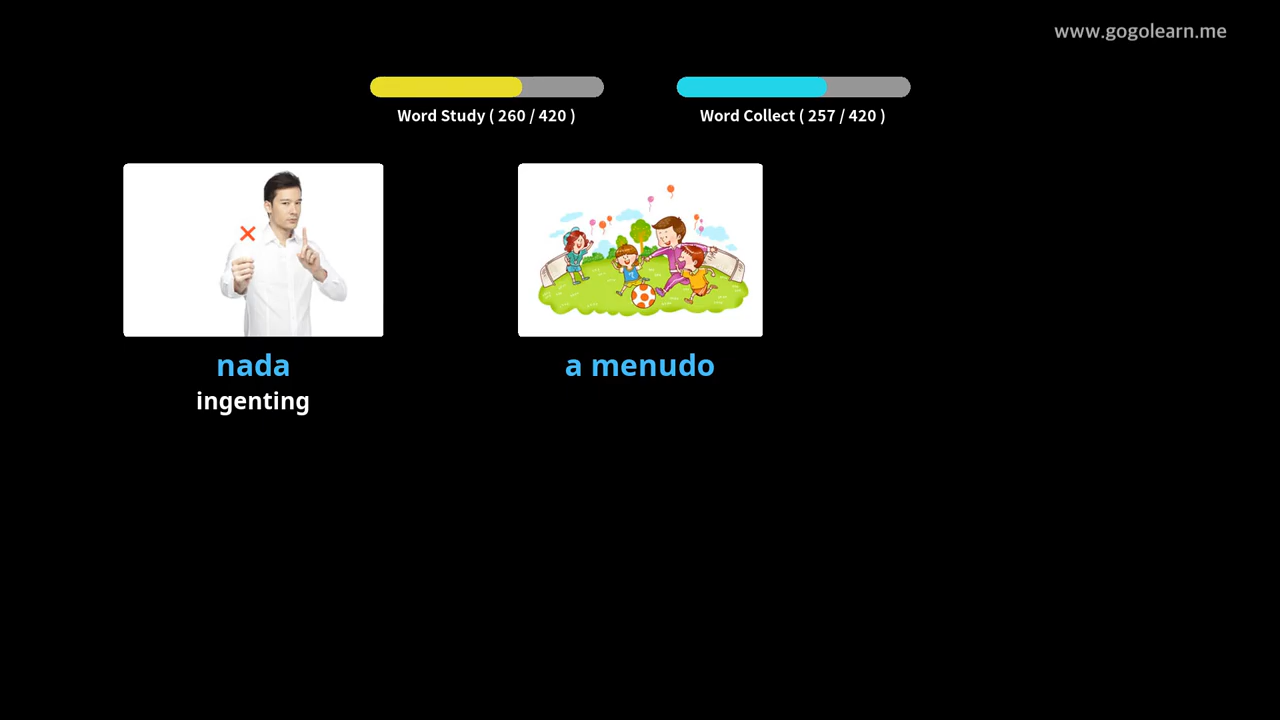 www.gogolearn.me
Word Study ( 260 / 420 )
Word Collect ( 257 / 420 )
nada
ingenting
a menudo